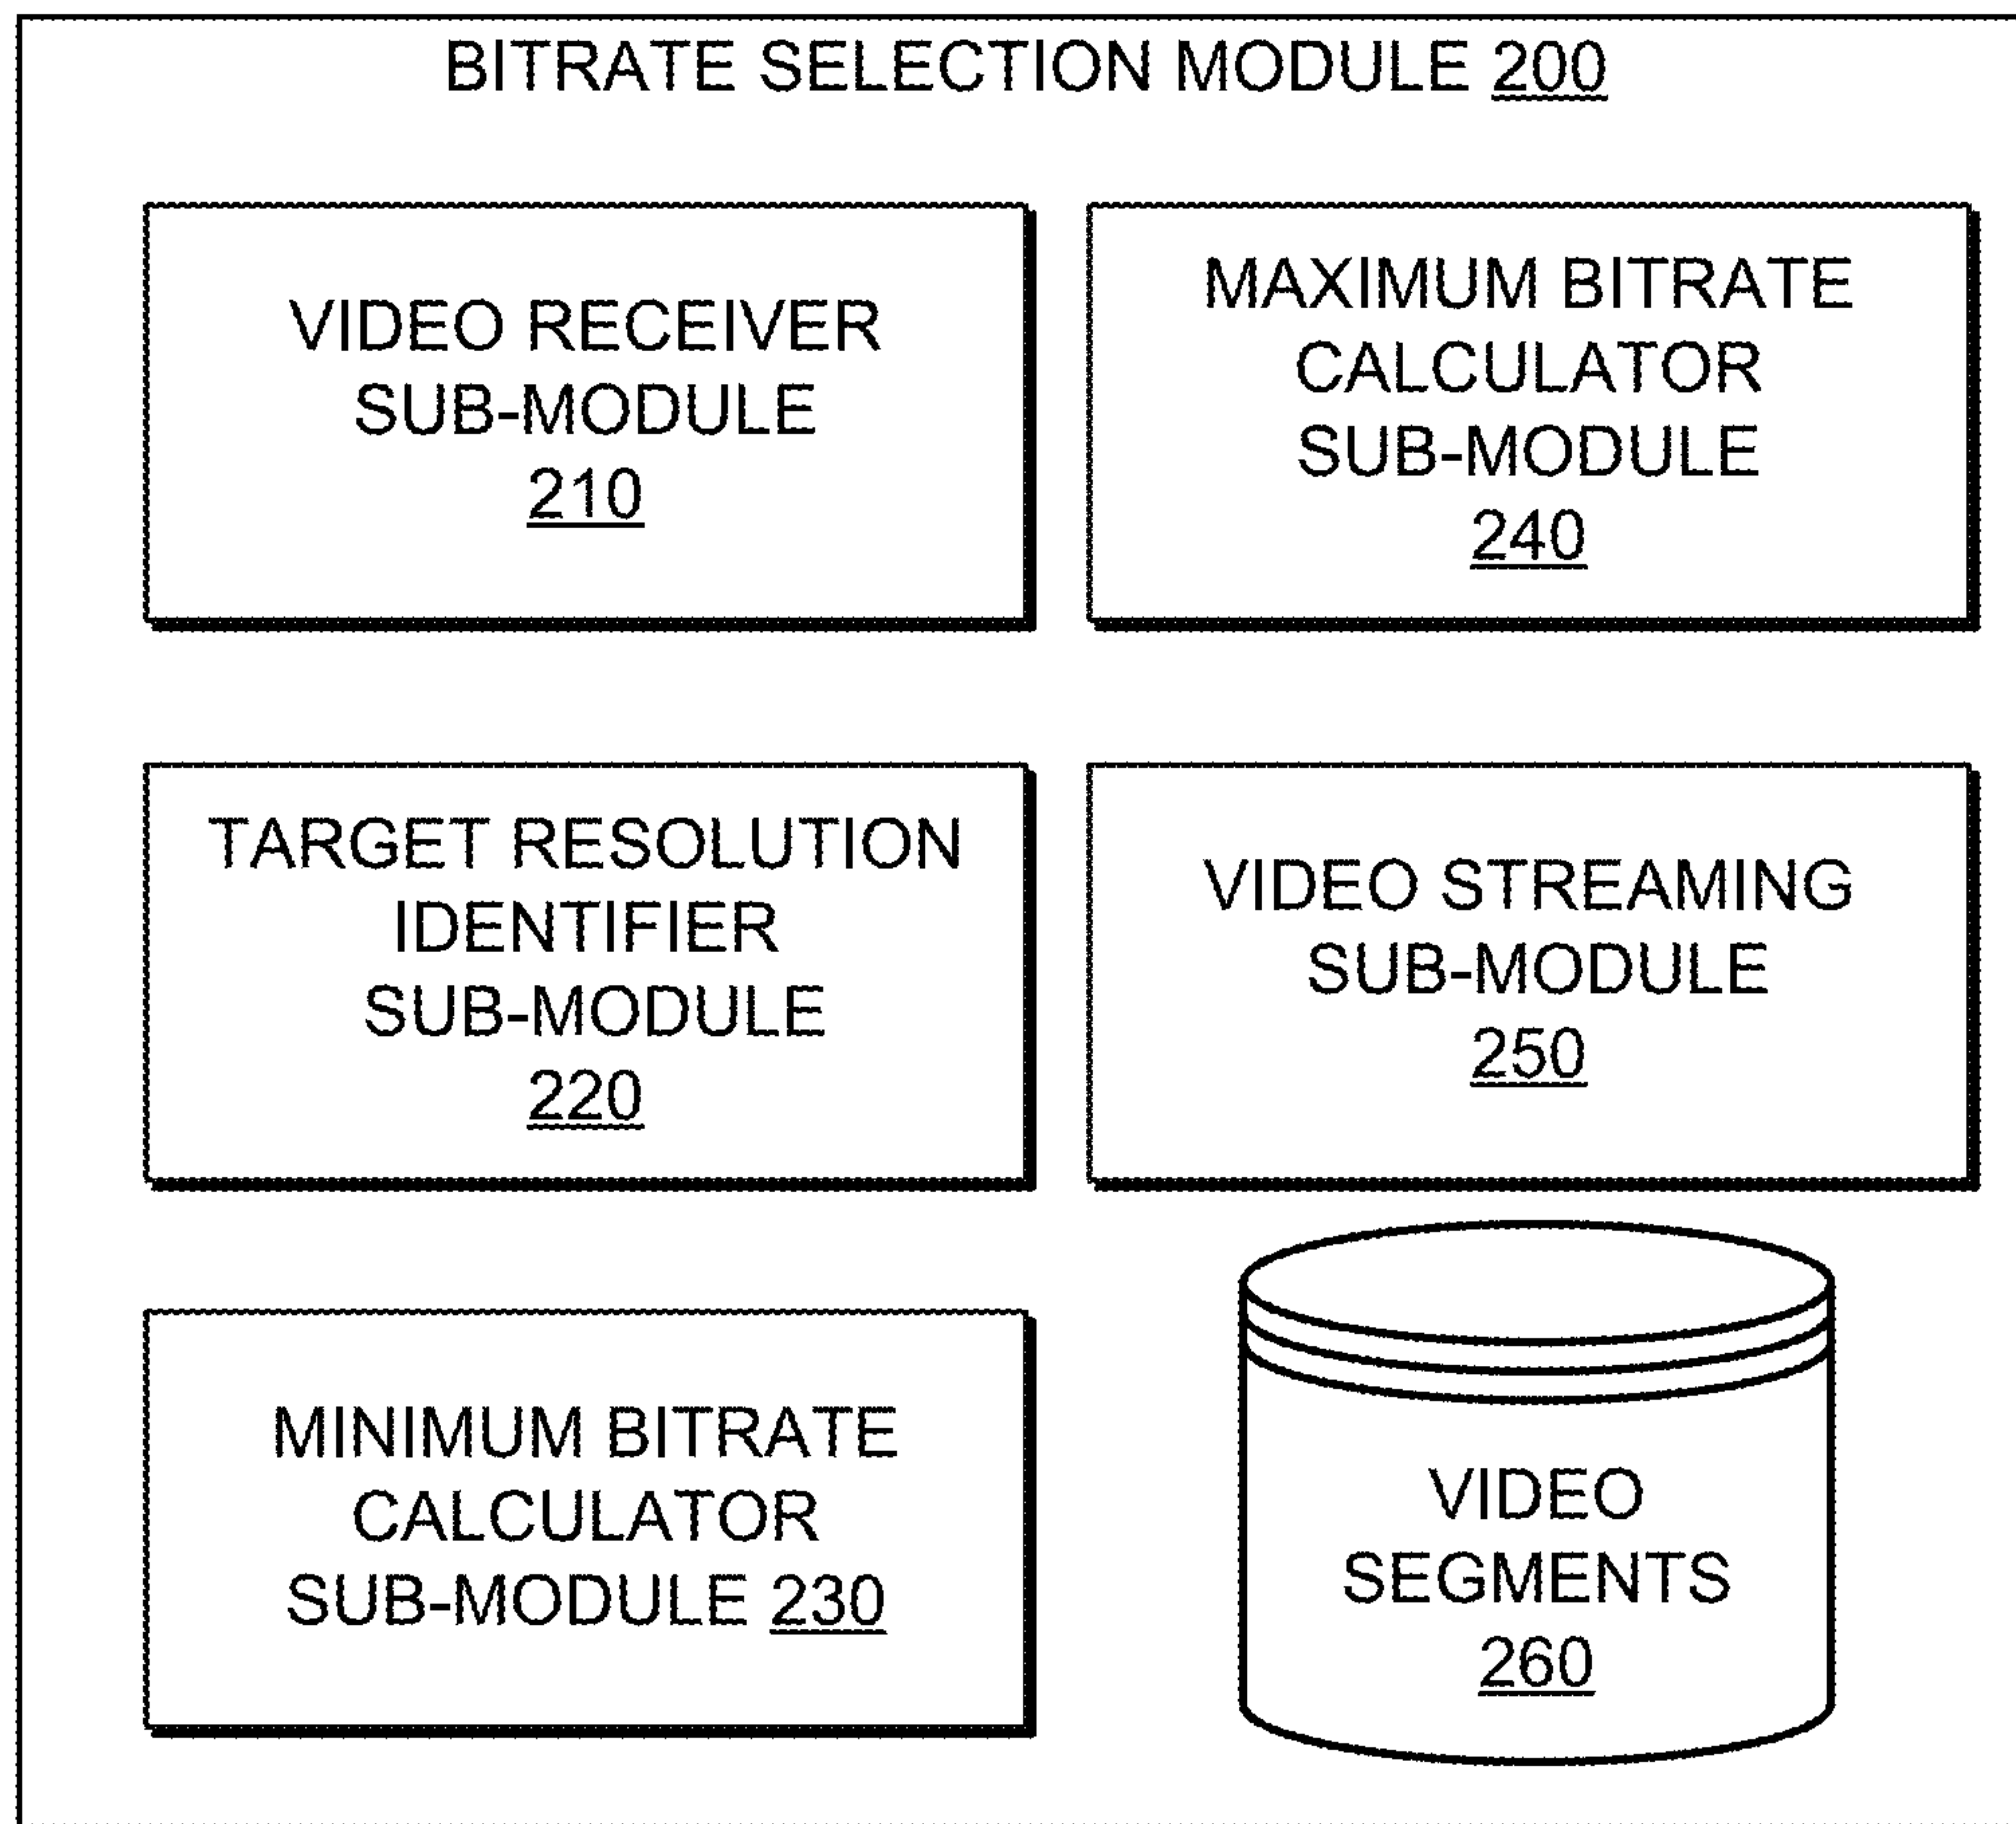 BITRATE SELECTION MODULE 200
VIDEO RECEIVER
SUB-MODULE
210
MAXIMUM BITRATE
CALCULATOR
SUB-MODULE
240
TARGET RESOLUTION
IDENTIFIER
SUB-MODULE
220
VIDEO STREAMING
SUB-MODULE
250
MINIMUM BITRATE
CALCULATOR
SUB-MODULE 230
VIDEO
SEGMENTS
260